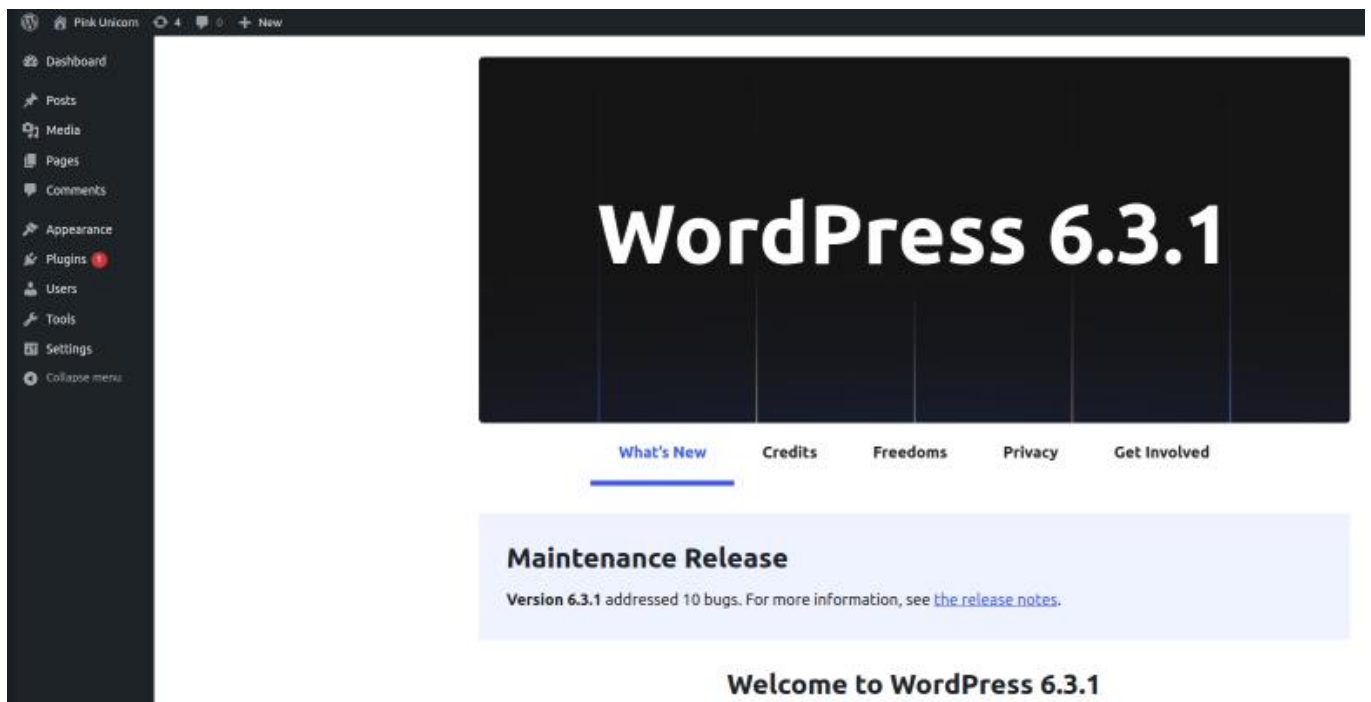 Pink Unicorn 4 0 + New
Dashboard
Posts
Media
Pages
Comments
Appearance
Plugins 1
Users
Tools
Settings
Collapse menu
WordPress 6.3.1
What's New Credits Freedoms Privacy Get Involved
Maintenance Release
Version 6.3.1 addressed 10 bugs. For more information, see the release notes.
Welcome to WordPress 6.3.1